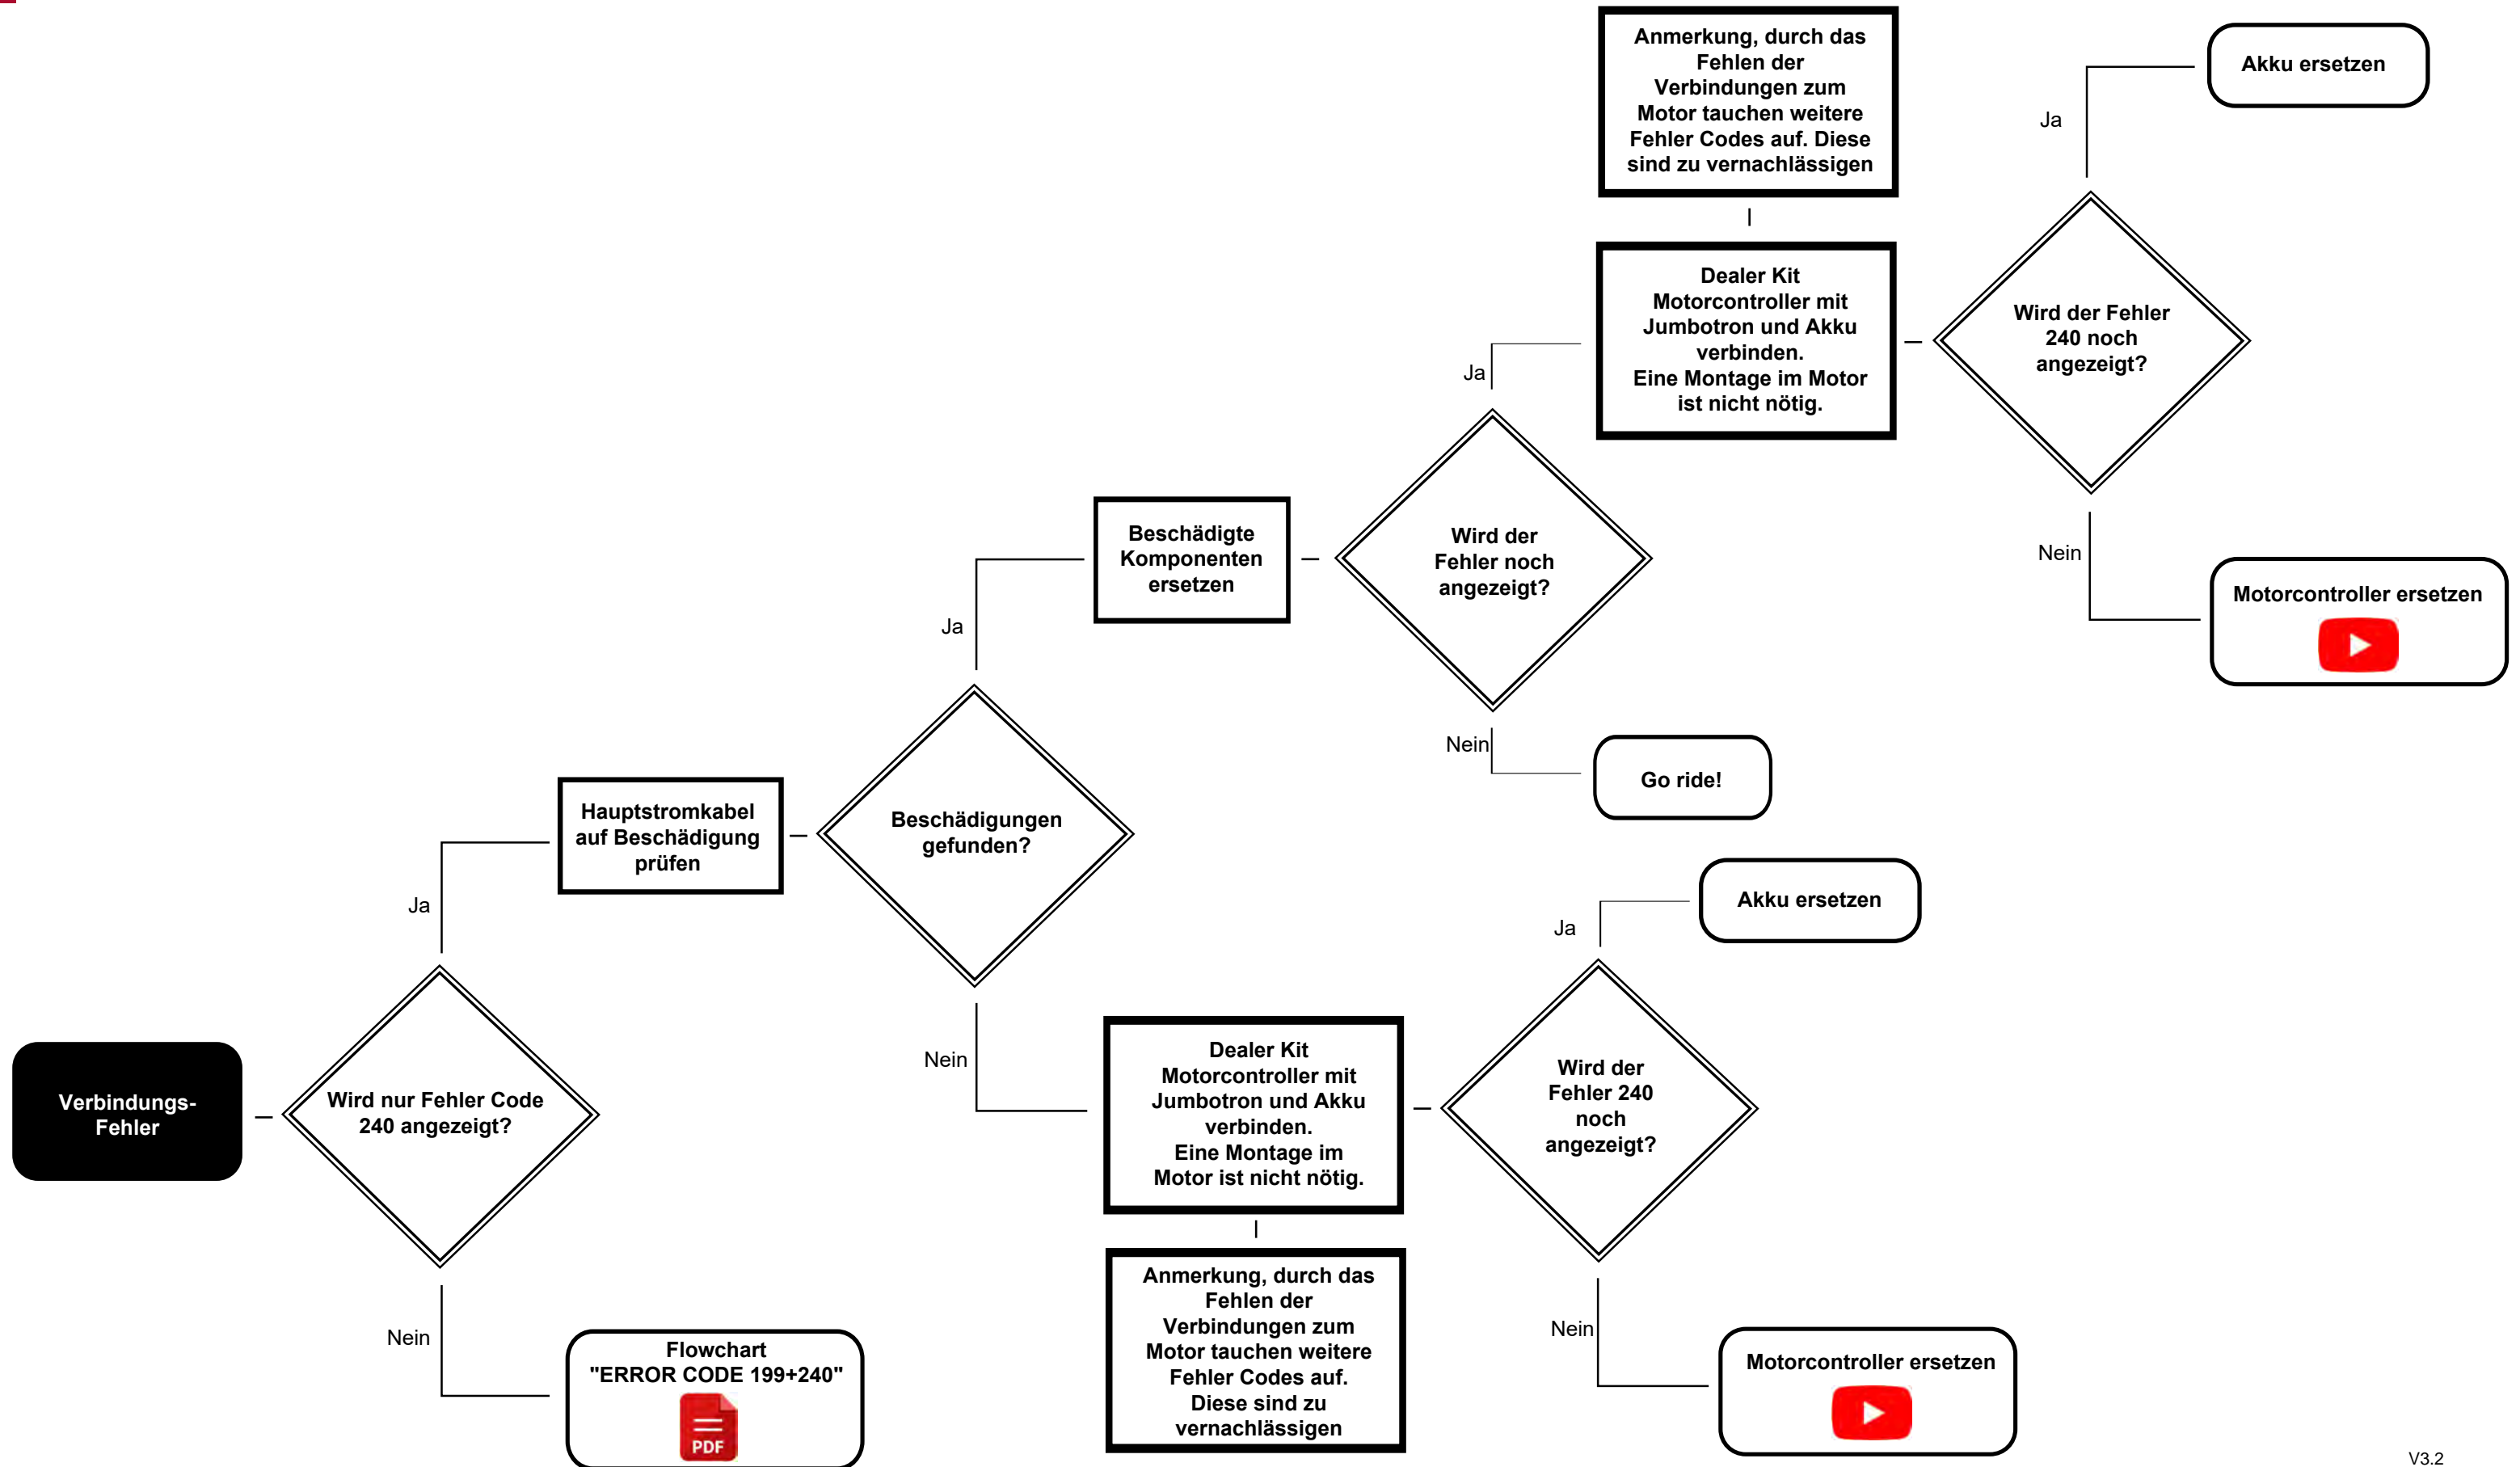 Verbindungs-
Fehler
Wird nur Fehler Code
240 angezeigt?
Ja
Nein
Flowchart
"ERROR CODE 199+240"
PDF
Hauptstromkabel
auf Beschädigung
prüfen
Beschädigungen
gefunden?
Ja
Nein
Beschädigte
Komponenten
ersetzen
Wird der
Fehler noch
angezeigt?
Ja
Nein
Go ride!
Anmerkung, durch das
Fehlen der
Verbindungen zum
Motor tauchen weitere
Fehler Codes auf. Diese
sind zu vernachlässigen
Dealer Kit
Motorcontroller mit
Jumbotron und Akku
verbinden.
Eine Montage im Motor
ist nicht nötig.
Wird der Fehler
240 noch
angezeigt?
Ja
Akku ersetzen
Nein
Motorcontroller ersetzen
Dealer Kit
Motorcontroller mit
Jumbotron und Akku
verbinden.
Eine Montage im
Motor ist nicht nötig.
Anmerkung, durch das
Fehlen der
Verbindungen zum
Motor tauchen weitere
Fehler Codes auf.
Diese sind zu
vernachlässigen
Wird der
Fehler 240
noch
angezeigt?
Ja
Akku ersetzen
Nein
Motorcontroller ersetzen
V3.2